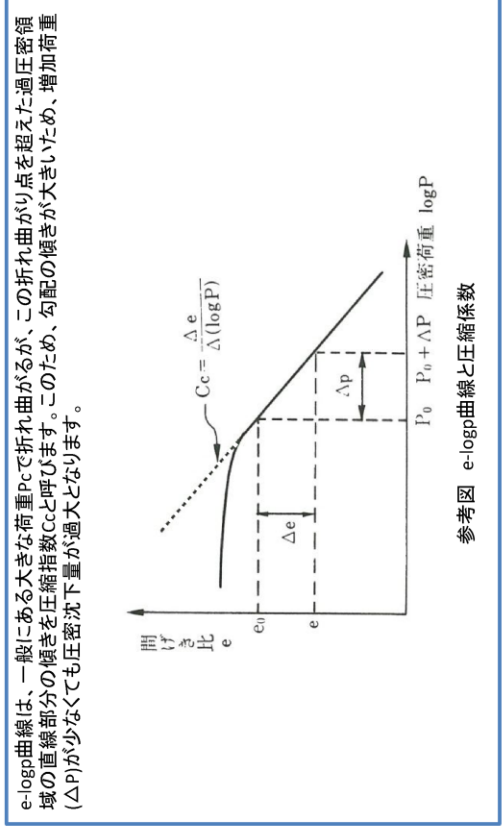 e-logp曲線は、一般にある大きな荷重Pcで折れ曲がるが、この折れ曲がり点を超えた過圧密領
域の直線部分の傾きを圧縮指数Ccと呼びます。このため、勾配の傾きが大きいため、増加荷重
(△P)が少なくても圧密沈下量が過大となります。
間げき比 e
Cc = Δe / Δ(logP)
e₀
e
Δe
Δp
P₀ P₀+ΔP 圧密荷重 logP
参考図 e-logp曲線と圧縮係数